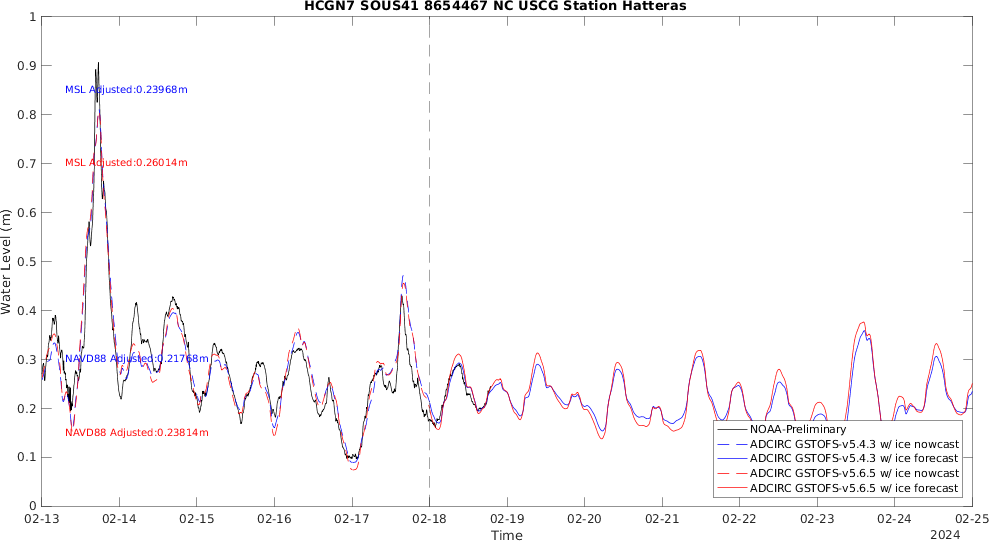 HCGN7 SOUS41 8654467 NC USCG Station Hatteras
1
0.9
MSL Adjusted:0.23968m
0.8
0.7
MSL Adjusted:0.26014m
0.6
Water Level (m)
0.5
0.4
0.3
NAVD88 Adjusted:0.21768m
0.2
NAVD88 Adjusted:0.23814m
0.1
0
NOAA-Preliminary
ADCIRC GSTOFS-v5.4.3 w/ ice nowcast
ADCIRC GSTOFS-v5.4.3 w/ ice forecast
ADCIRC GSTOFS-v5.6.5 w/ ice nowcast
ADCIRC GSTOFS-v5.6.5 w/ ice forecast
02-13 02-14 02-15 02-16 02-17 02-18 02-19 02-20 02-21 02-22 02-23 02-24 02-25
Time
2024